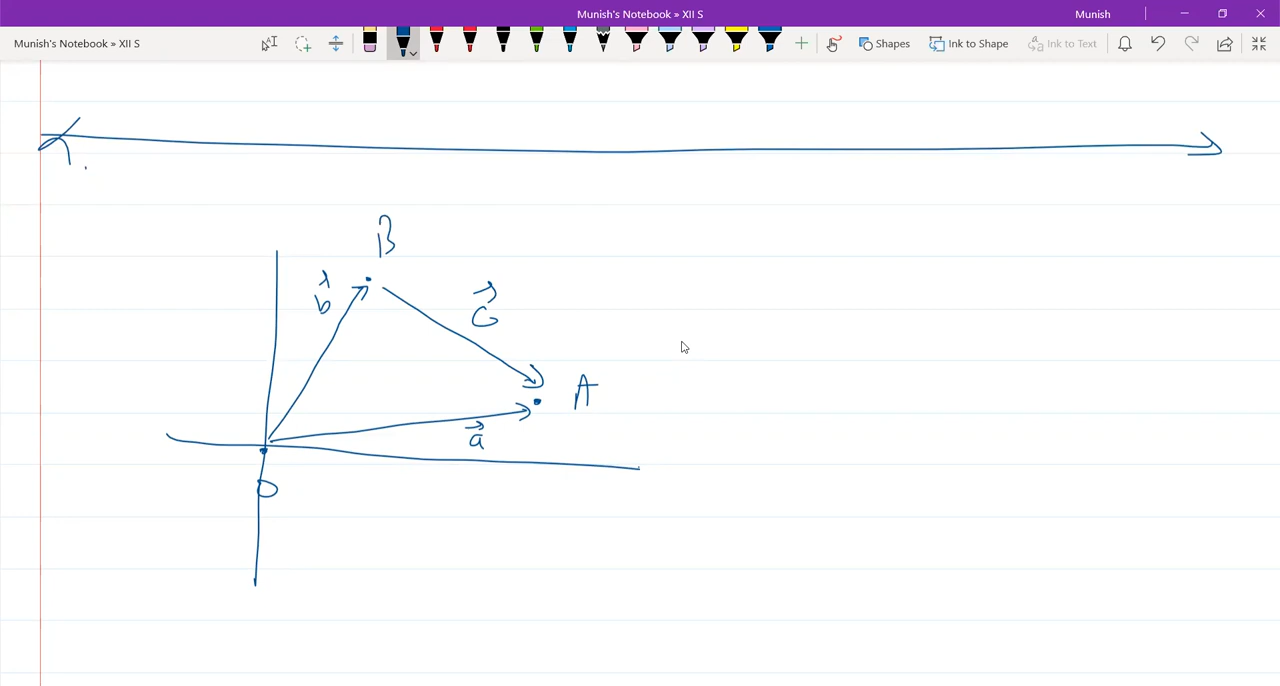 Munish's Notebook » XII S
Munish
Munish's Notebook » XII S
Shapes
Ink to Shape
Ink to Text
B
b
c
A
a
O